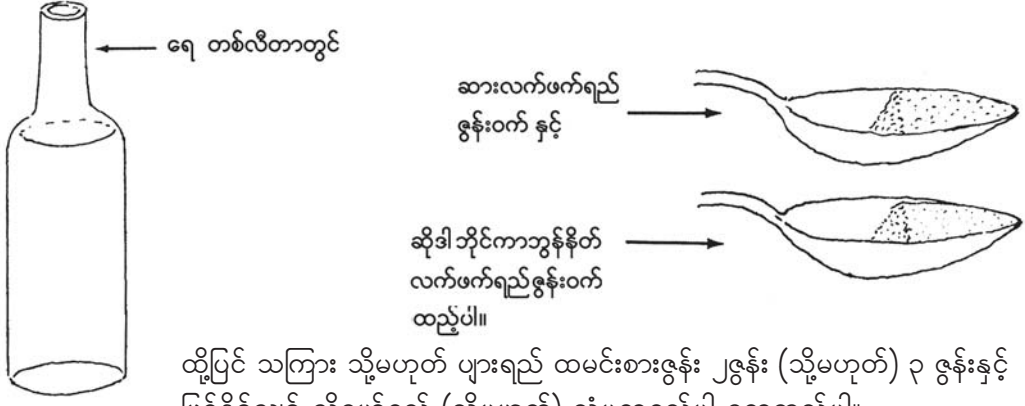 ရေ တစ်လီတာတွင်
ဆားလက်ဖက်ရည်
ဇွန်းဝက် နှင့်
ဆိုဒါ ဘိုင်ကာဘွန်နိတ်
လက်ဖက်ရည်ဇွန်းဝက်
ထည့်ပါ။
ထို့ပြင် သကြား သို့မဟုတ် ပျားရည် ထမင်းစားဇွန်း ၂ဇွန်း (သို့မဟုတ်) ၃ ဇွန်းနှင့်